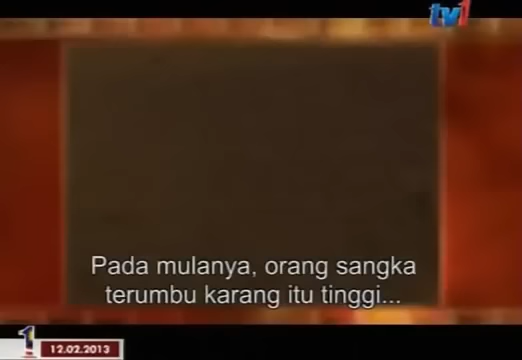 tv1
Pada mulanya, orang sangka
terumbu karang itu tinggi...
1 12.02.2013